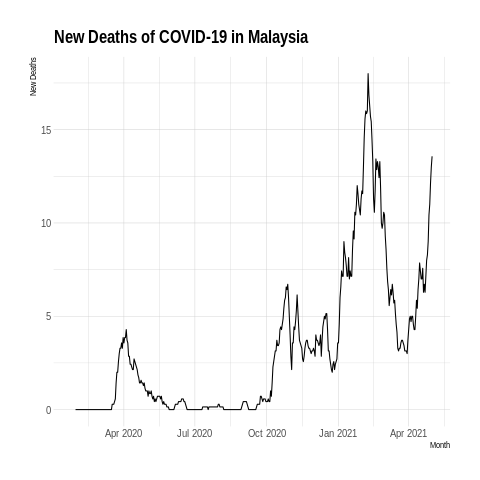 New Deaths of COVID-19 in Malaysia
New Deaths
15
10
5
0
Apr 2020 Jul 2020 Oct 2020 Jan 2021 Apr 2021
Month